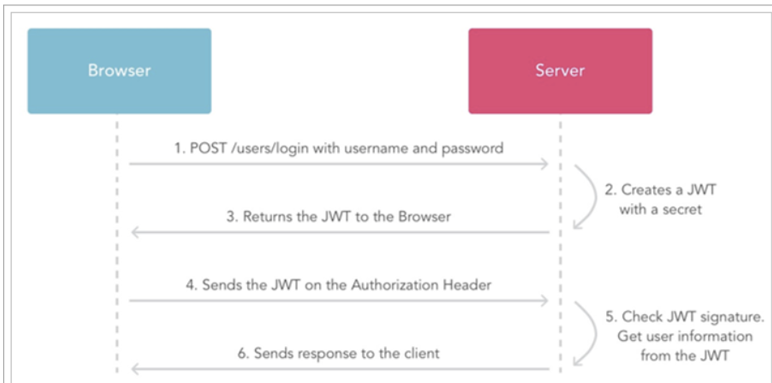 Browser
Server
1. POST /users/login with username and password
2. Creates a JWT
with a secret
3. Returns the JWT to the Browser
4. Sends the JWT on the Authorization Header
5. Check JWT signature.
Get user information
from the JWT
6. Sends response to the client